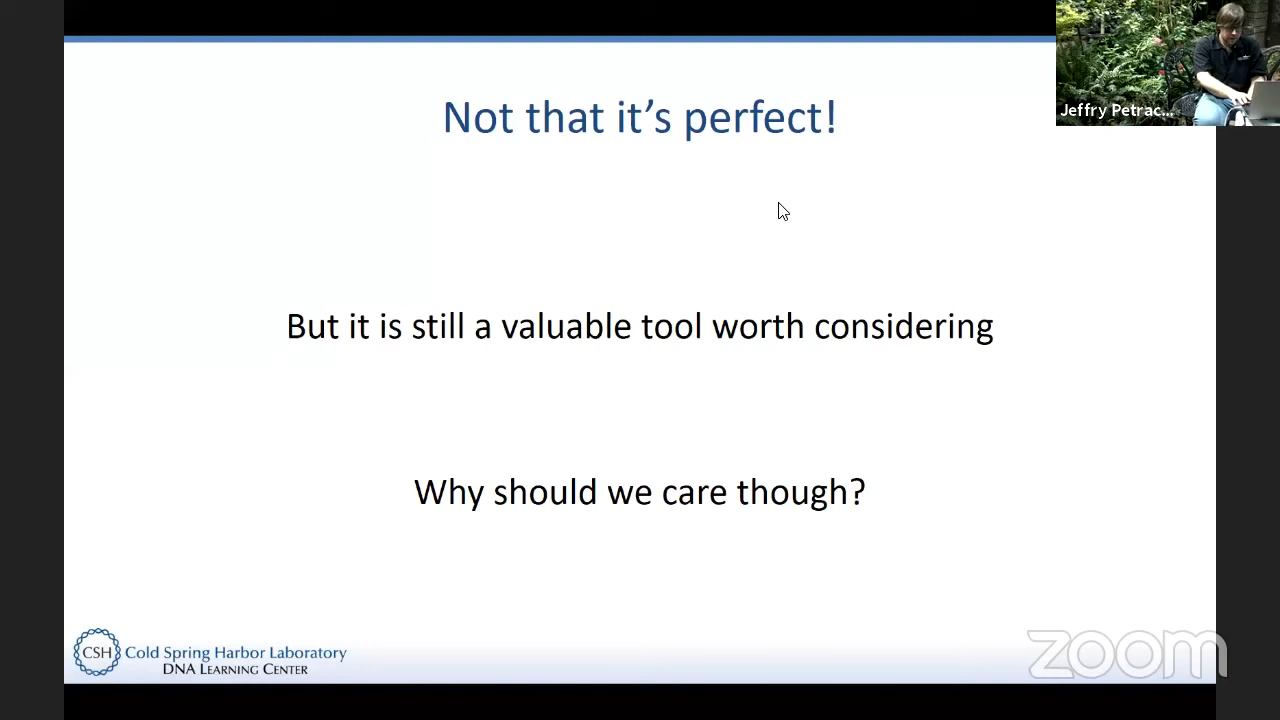 Not that it's perfect!
Jeffry Petrac...
But it is still a valuable tool worth considering
Why should we care though?
CSH Cold Spring Harbor Laboratory
DNA LEARNING CENTER
zoom